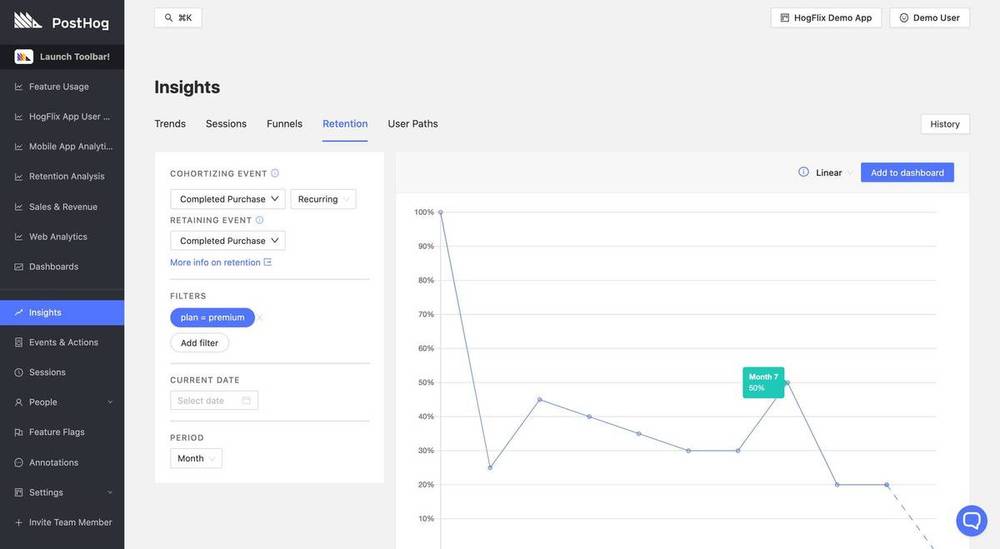 PostHog
⌘K
HogFlix Demo App
Demo User
Launch Toolbar!
Feature Usage
HogFlix App User ...
Mobile App Analyti...
Retention Analysis
Sales & Revenue
Web Analytics
Dashboards
Insights
Events & Actions
Sessions
People
Feature Flags
Annotations
Settings
Invite Team Member
Insights
Trends
Sessions
Funnels
Retention
User Paths
History
COHORTIZING EVENT
Completed Purchase
Recurring
RETAINING EVENT
Completed Purchase
More info on retention
FILTERS
plan = premium
Add filter
CURRENT DATE
Select date
PERIOD
Month
Linear
Add to dashboard
100%
90%
80%
70%
60%
50%
40%
30%
20%
10%
Month 7
50%